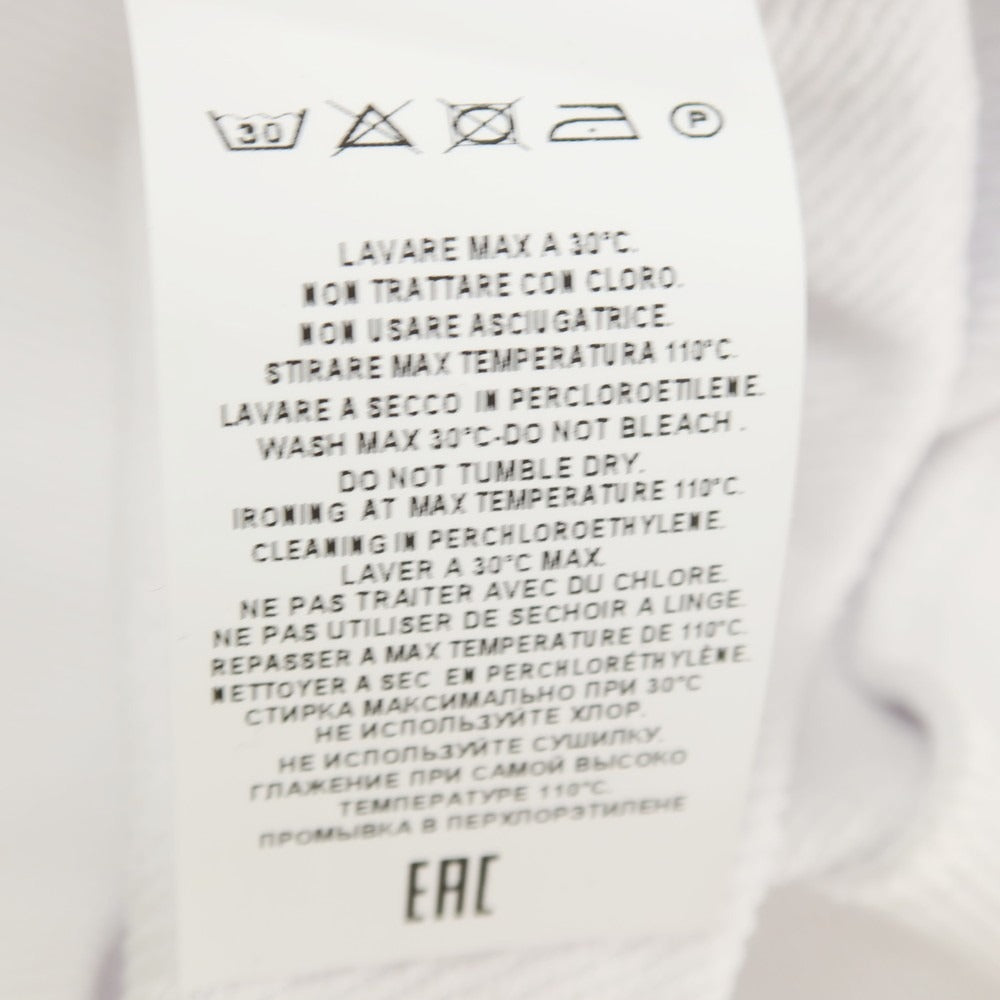 30 P
LAVARE MAX A 30°C.
NON TRATTARE CON CLORO.
NON USARE ASCIUGATRICE.
STIRARE MAX TEMPERATURA 110°C.
LAVARE A SECCO IN PERCLOROETILENE.
WASH MAX 30°C-DO NOT BLEACH.
DO NOT TUMBLE DRY.
IRONING AT MAX TEMPERATURE 110°C.
CLEANING IN PERCHLOROETHYLENE.
LAVER A 30°C MAX.
NE PAS TRAITER AVEC DU CHLORE.
NE PAS UTILISER DE SECHOIR A LINGE.
REPASSER A MAX TEMPERATURE DE 110°C.
NETTOYER A SEC EN PERCHLORÉTHYLÈNE.
СТИРКА МАКСИМАЛЬНО ПРИ 30°C
НЕ ИСПОЛЬЗУЙТЕ ХЛОР.
НЕ ИСПОЛЬЗУЙТЕ СУШИЛКУ.
ГЛАЖЕНИЕ ПРИ САМОЙ ВЫСОКО
ТЕМПЕРАТУРЕ 110°C.
ПРОМЫВКА В ПЕРХЛОРЭТИЛЕНЕ
EAC